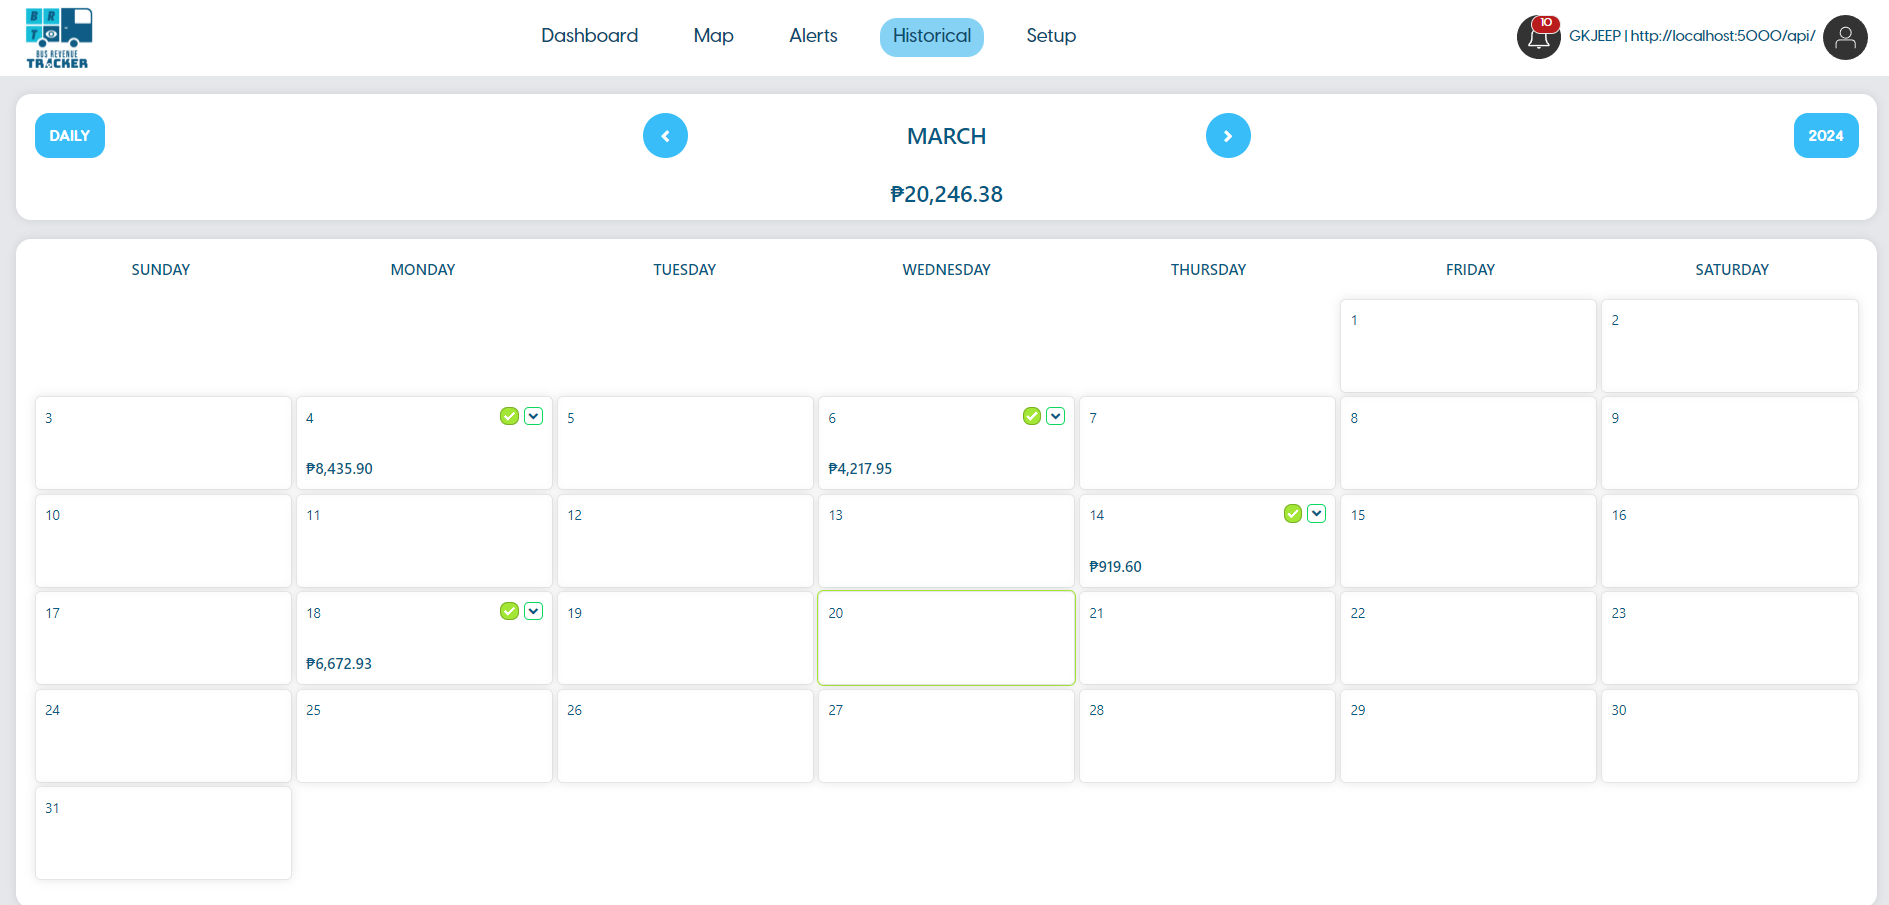 B R
T
BUS REVENUE
TRACKER
Dashboard Map Alerts Historical Setup
10
GKJEEP | http://localhost:5000/api/
DAILY
MARCH
2024
₱20,246.38
SUNDAY MONDAY TUESDAY WEDNESDAY THURSDAY FRIDAY SATURDAY
1 2
3 4 5 6 7 8 9
₱8,435.90 ₱4,217.95
10 11 12 13 14 15 16
₱919.60
17 18 19 20 21 22 23
₱6,672.93
24 25 26 27 28 29 30
31